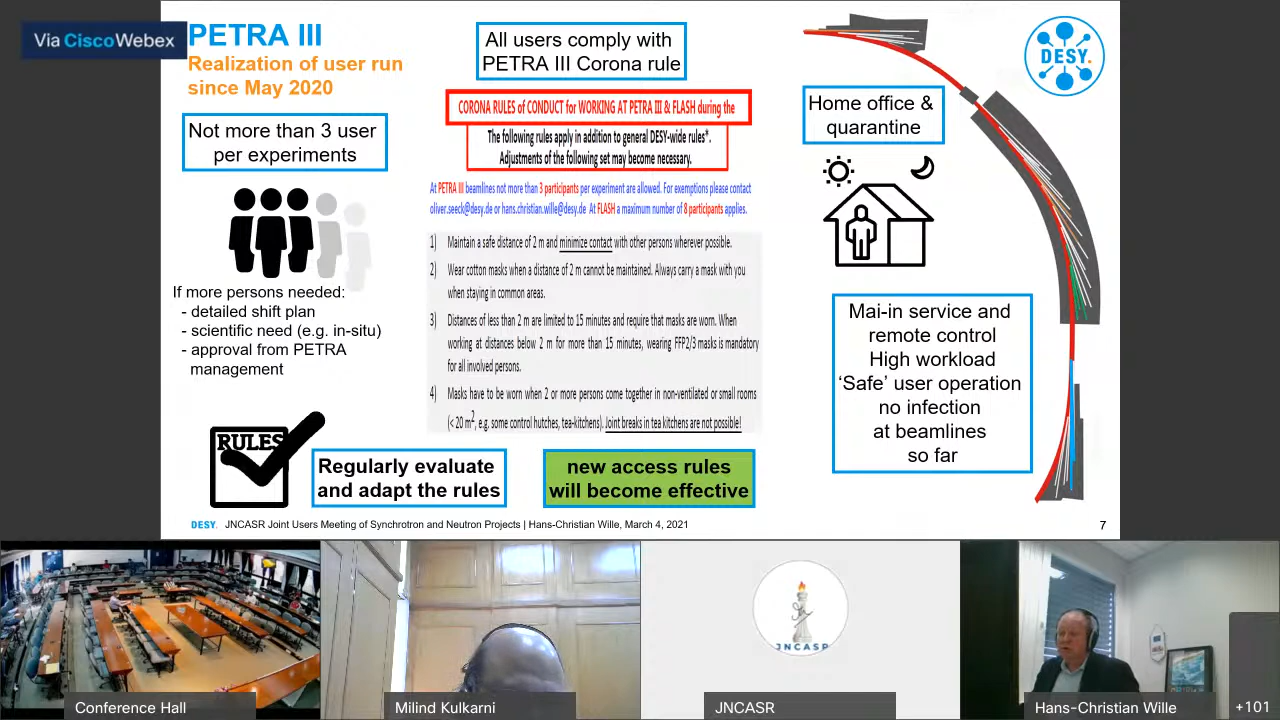 Via CiscoWebex
PETRA III
Realization of user run
since May 2020
All users comply with
PETRA III Corona rule
DESY.
Not more than 3 user
per experiments
CORONA RULES of CONDUCT for WORKING AT PETRA III & FLASH during the
The following rules apply in addition to general DESY-wide rules*.
Adjustments of the following set may become necessary.
At PETRA III beamlines not more than 3 participants per experiment are allowed. For exemptions please contact
oliver.seeck@desy.de or hans.christian.wille@desy.de At FLASH a maximum number of 8 participants applies.
Home office &
quarantine
1) Maintain a safe distance of 2 m and minimize contact with other persons wherever possible.
2) Wear cotton masks when a distance of 2 m cannot be maintained. Always carry a mask with you
when staying in common areas.
3) Distances of less than 2 m are limited to 15 minutes and require that masks are worn. When
working at distances below 2 m for more than 15 minutes, wearing FFP2/3 masks is mandatory
for all involved persons.
4) Masks have to be worn when 2 or more persons come together in non-ventilated or small rooms
(< 20 m2, e.g. some control hutches, tea-kitchens). Joint breaks in tea kitchens are not possible!
If more persons needed:
- detailed shift plan
- scientific need (e.g. in-situ)
- approval from PETRA
management
Mai-in service and
remote control
High workload
‘Safe’ user operation
no infection
at beamlines
so far
RULES
Regularly evaluate
and adapt the rules
new access rules
will become effective
DESY. JNCASR Joint Users Meeting of Synchrotron and Neutron Projects | Hans-Christian Wille, March 4, 2021
7
JNCASR
Conference Hall
Milind Kulkarni
JNCASR
Hans-Christian Wille
+101